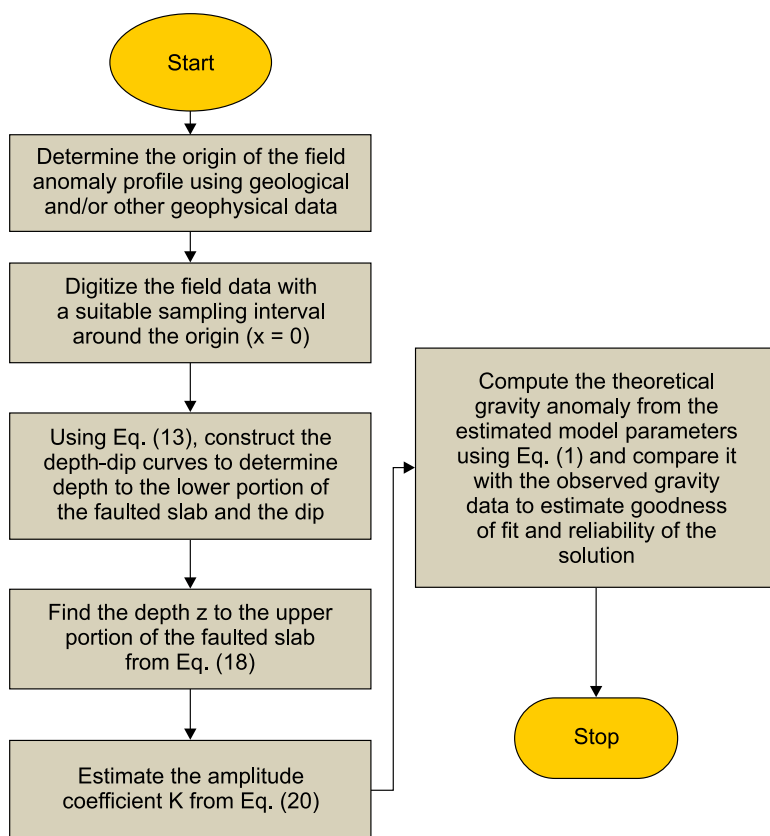 Start
Determine the origin of the field
anomaly profile using geological
and/or other geophysical data
Digitize the field data with
a suitable sampling interval
around the origin (x = 0)
Using Eq. (13), construct the
depth-dip curves to determine
depth to the lower portion of
the faulted slab and the dip
Find the depth z to the upper
portion of the faulted slab
from Eq. (18)
Estimate the amplitude
coefficient K from Eq. (20)
Compute the theoretical
gravity anomaly from the
estimated model parameters
using Eq. (1) and compare it
with the observed gravity
data to estimate goodness
of fit and reliability of the
solution
Stop